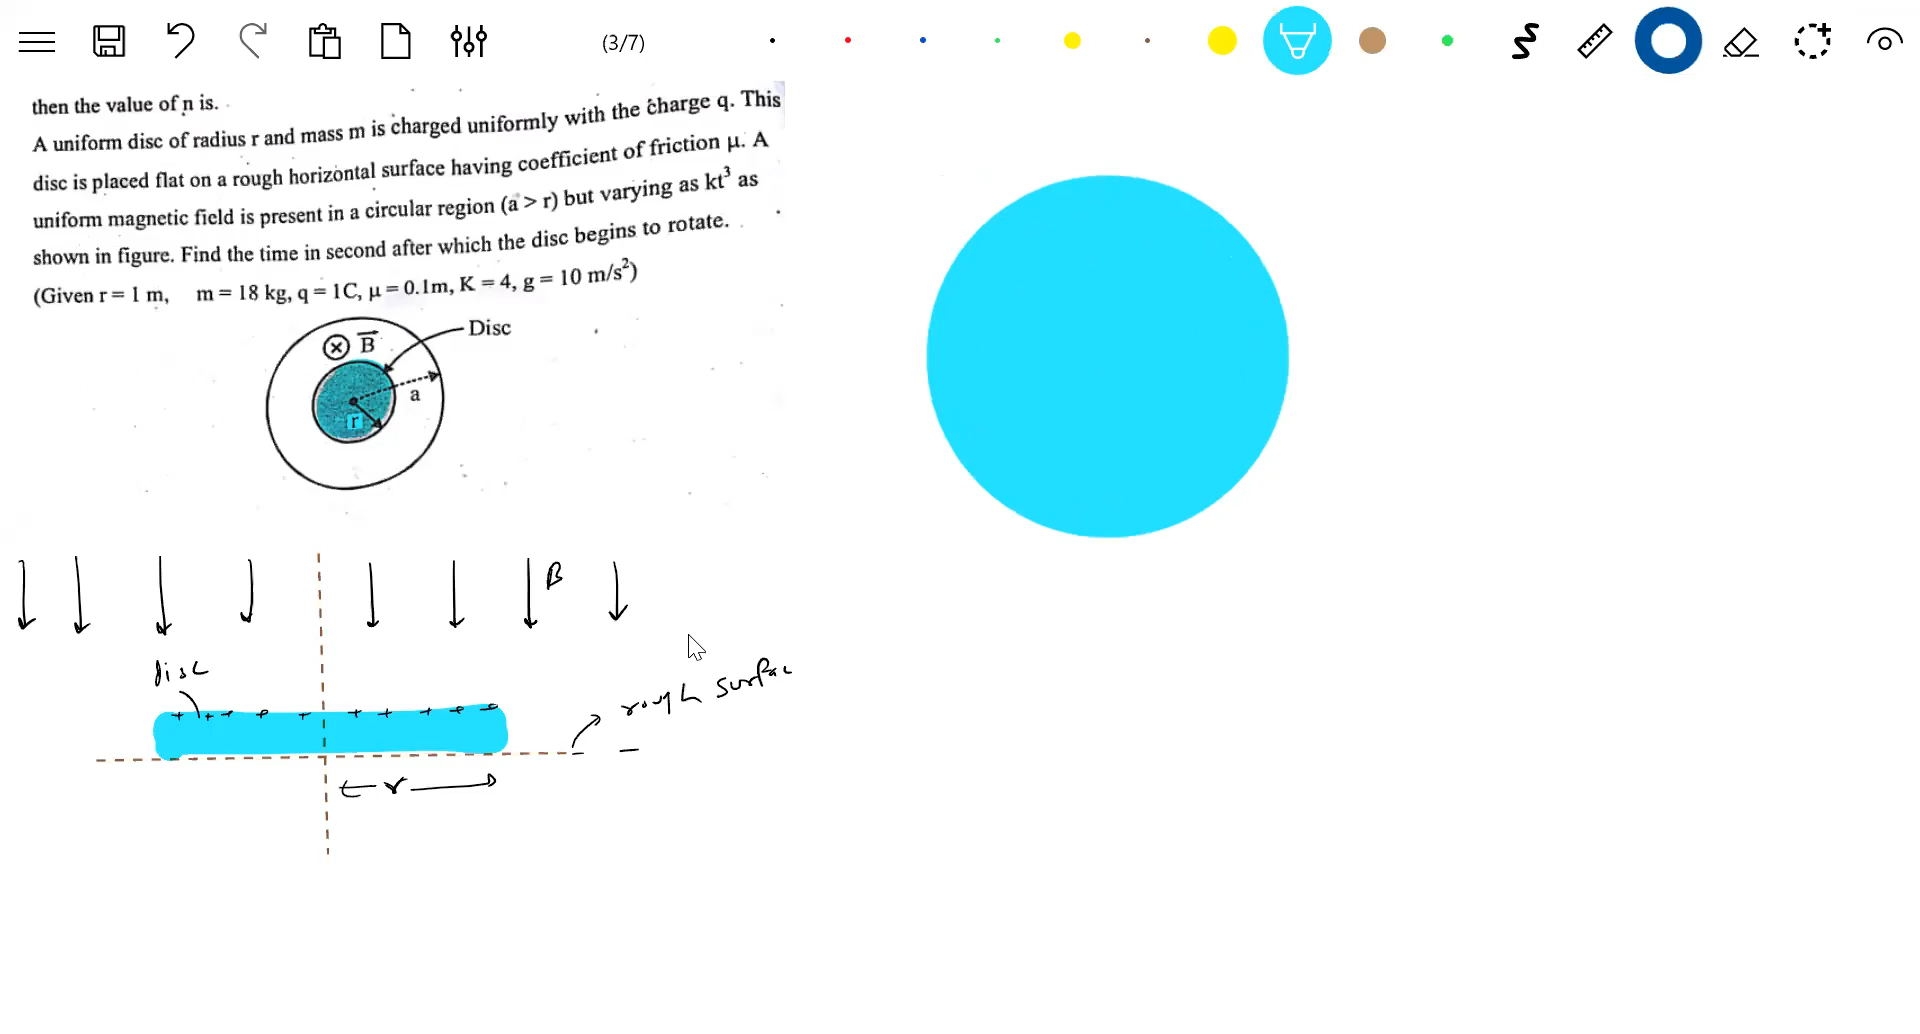 (3/7)
then the value of n is.
A uniform disc of radius r and mass m is charged uniformly with the charge q. This
disc is placed flat on a rough horizontal surface having coefficient of friction μ. A
uniform magnetic field is present in a circular region (a > r) but varying as kt³ as
shown in figure. Find the time in second after which the disc begins to rotate.
(Given r = 1 m, m = 18 kg, q = 1C, μ = 0.1m, K = 4, g = 10 m/s²)
Disc
⊗ B⃗
a
r
B
disc
+ + + + + + + + + +
rough surfac
r